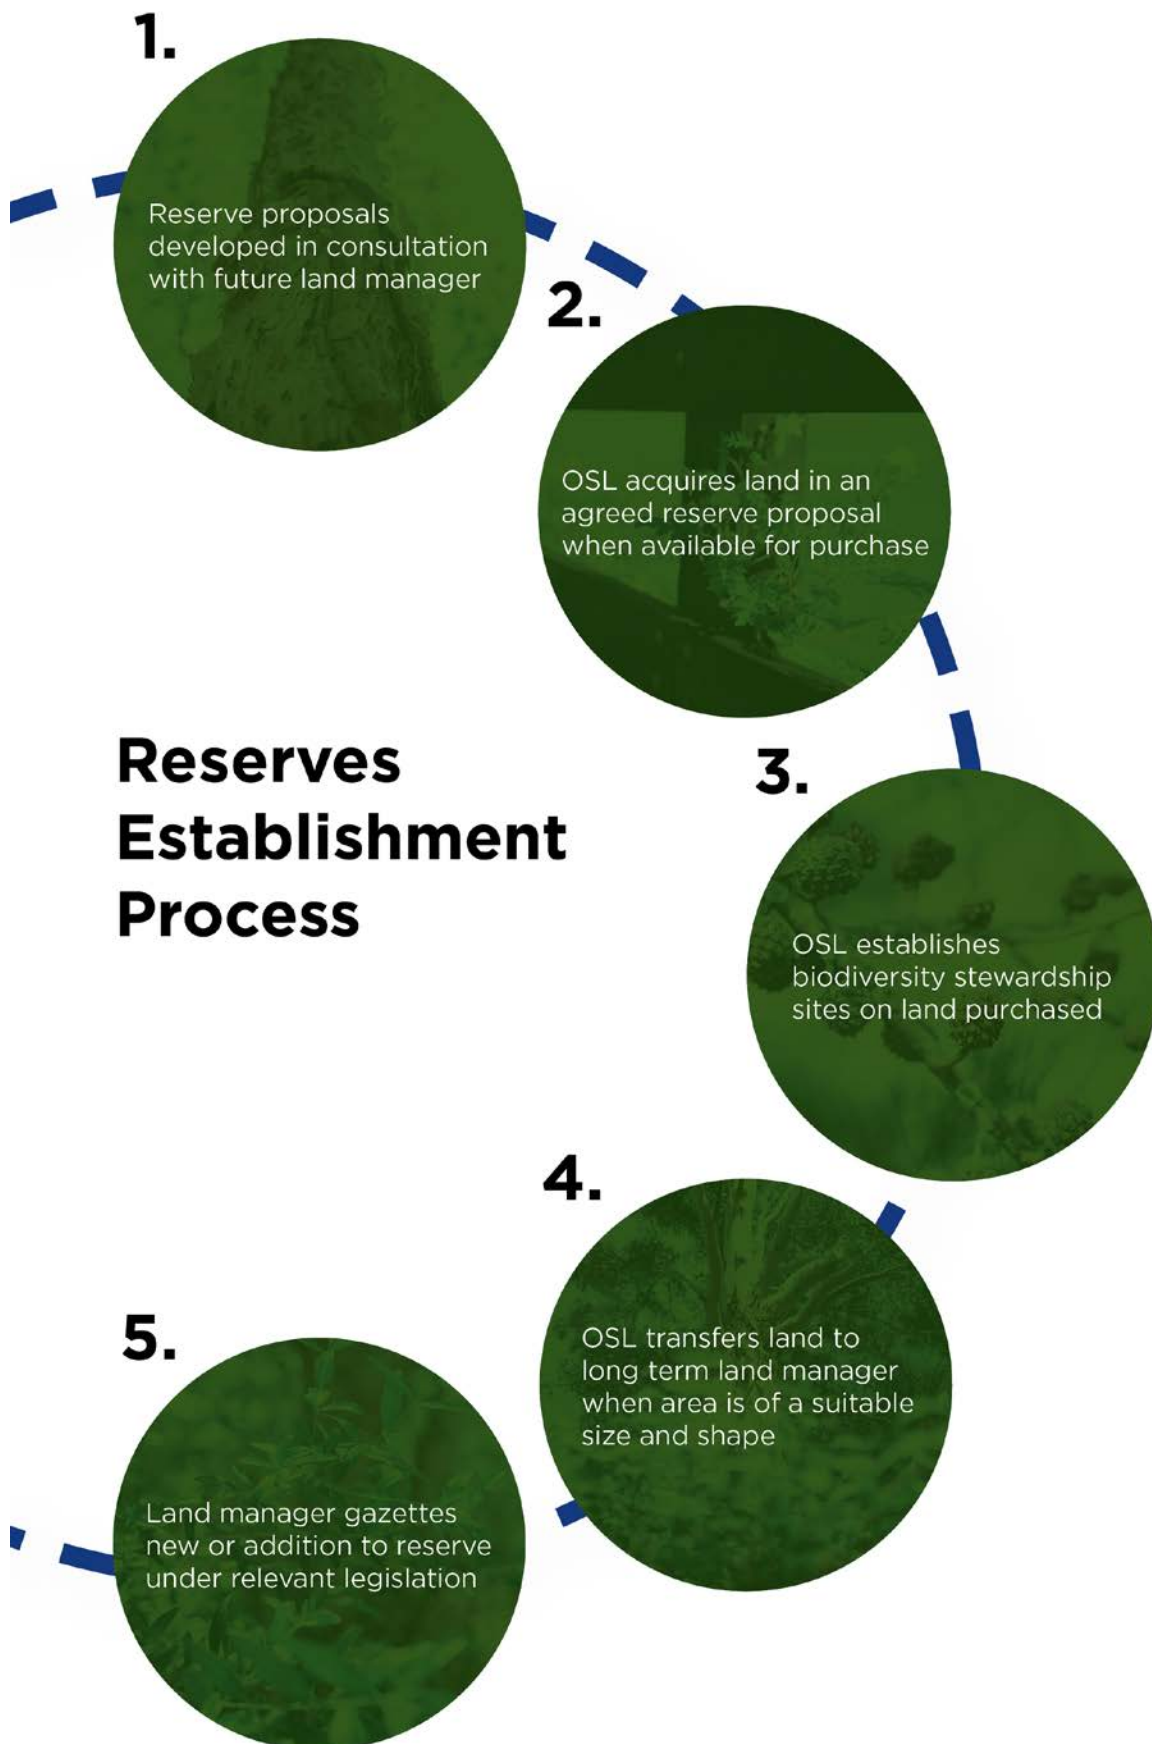 1.
Reserve proposals
developed in consultation
with future land manager
2.
OSL acquires land in an
agreed reserve proposal
when available for purchase
Reserves
Establishment
Process
3.
OSL establishes
biodiversity stewardship
sites on land purchased
4.
OSL transfers land to
long term land manager
when area is of a suitable
size and shape
5.
Land manager gazettes
new or addition to reserve
under relevant legislation